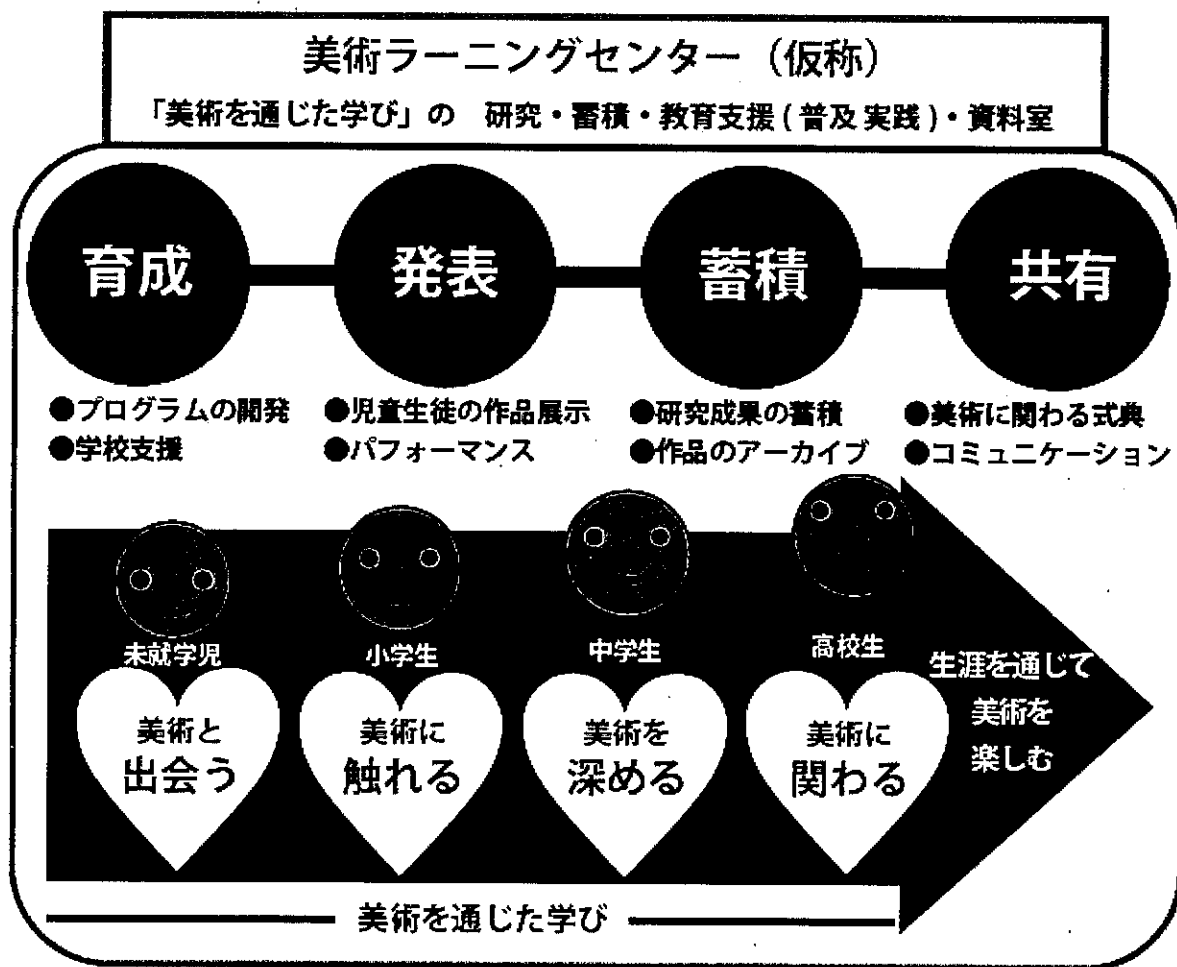 美術ラーニングセンター（仮称）
「美術を通じた学び」の　研究・蓄積・教育支援(普及 実践)・資料室
育成
発表
蓄積
共有
●プログラムの開発
●学校支援
●児童生徒の作品展示
●パフォーマンス
●研究成果の蓄積
●作品のアーカイブ
●美術に関わる式典
●コミュニケーション
未就学児
美術と
出会う
小学生
美術に
触れる
中学生
美術を
深める
高校生
美術に
関わる
生涯を通じて
美術を
楽しむ
美術を通じた学び